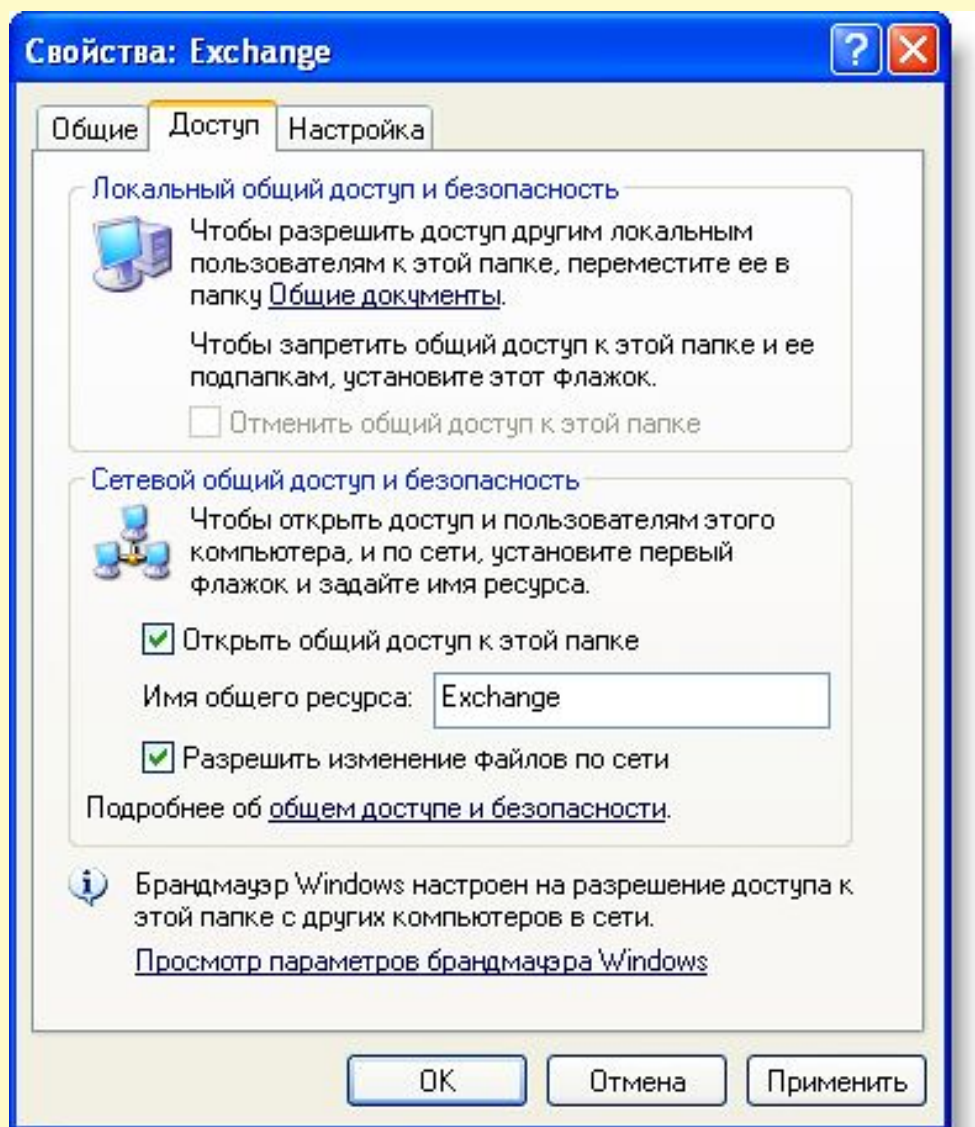 Свойства: Exchange
Общие
Доступ
Настройка
Локальный общий доступ и безопасность
Чтобы разрешить доступ другим локальным
пользователям к этой папке, переместите ее в
папку Общие документы.
Чтобы запретить общий доступ к этой папке и ее
подпапкам, установите этот флажок.
Отменить общий доступ к этой папке
Сетевой общий доступ и безопасность
Чтобы открыть доступ и пользователям этого
компьютера, и по сети, установите первый
флажок и задайте имя ресурса.
Открыть общий доступ к этой папке
Имя общего ресурса: Exchange
Разрешить изменение файлов по сети
Подробнее об общем доступе и безопасности.
Брандмауэр Windows настроен на разрешение доступа к
этой папке с других компьютеров в сети.
Просмотр параметров брандмауэра Windows
OK
Отмена
Применить